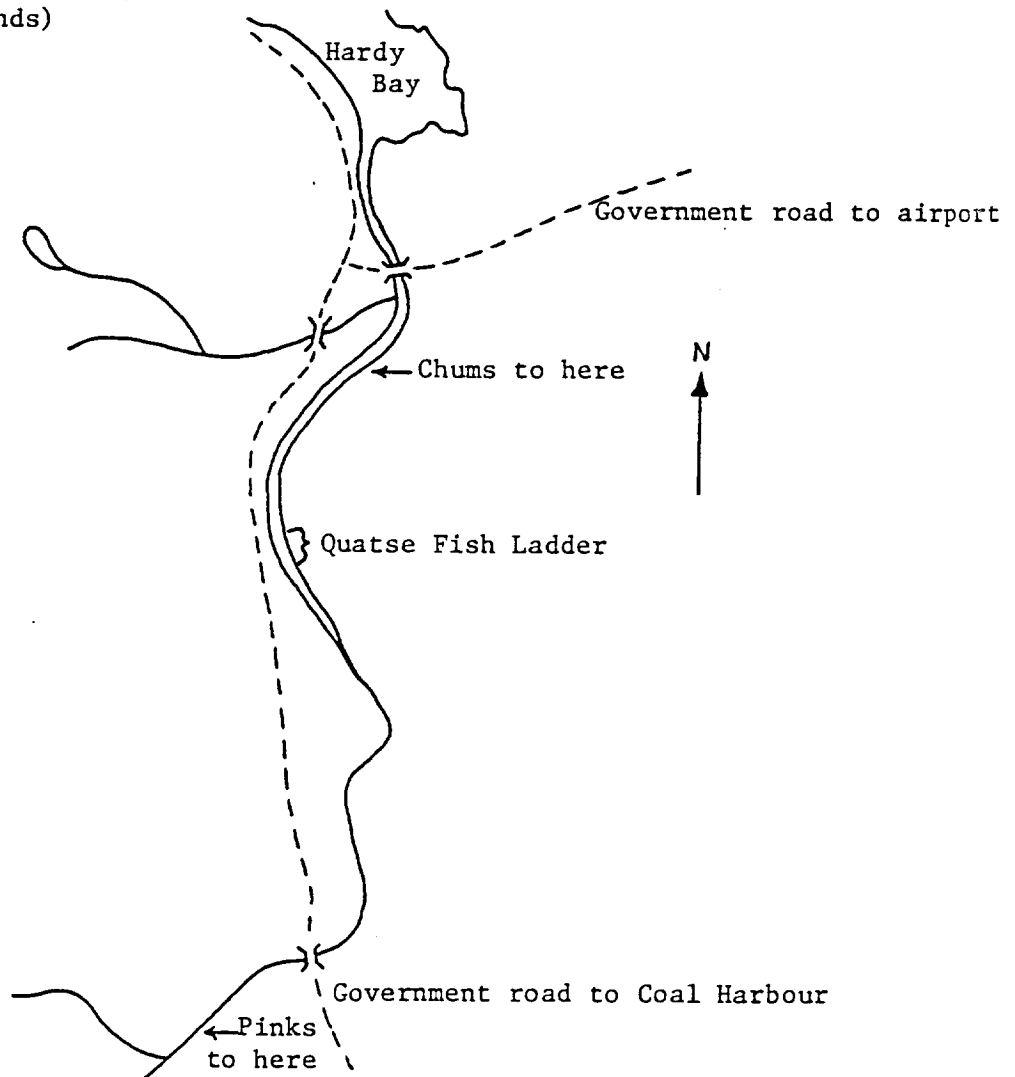 nds)
Hardy
Bay
Government road to airport
N
Chums to here
Quatse Fish Ladder
Government road to Coal Harbour
Pinks
to here